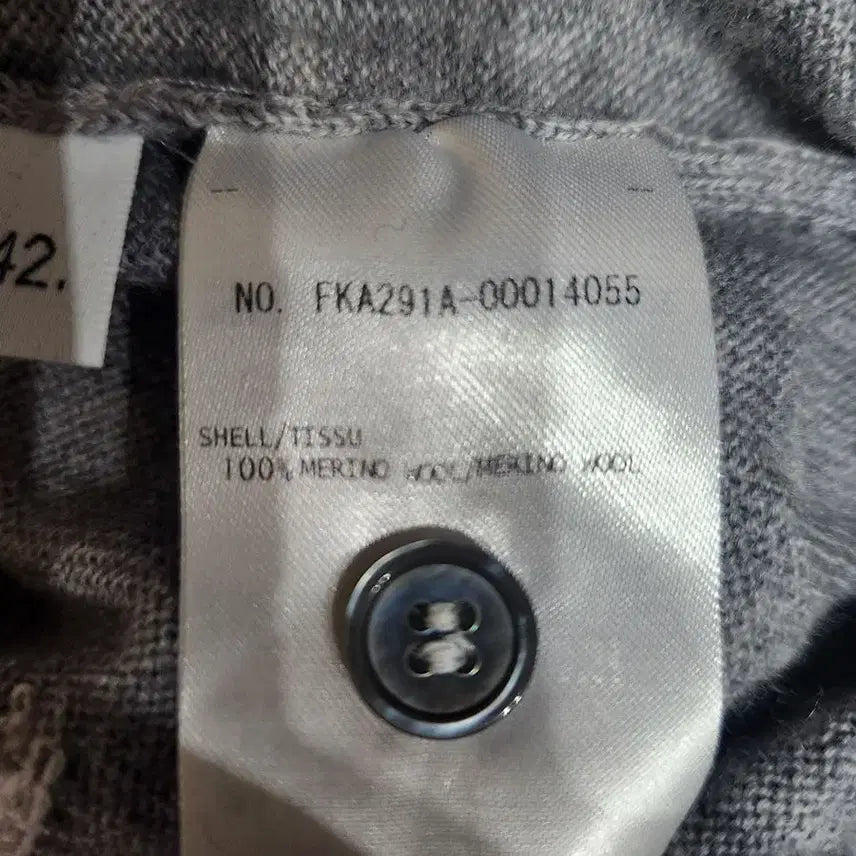 42.
NO. FKA291A-00014055
SHELL/TISSU
100% MERINO WOOL/MERINO WOOL